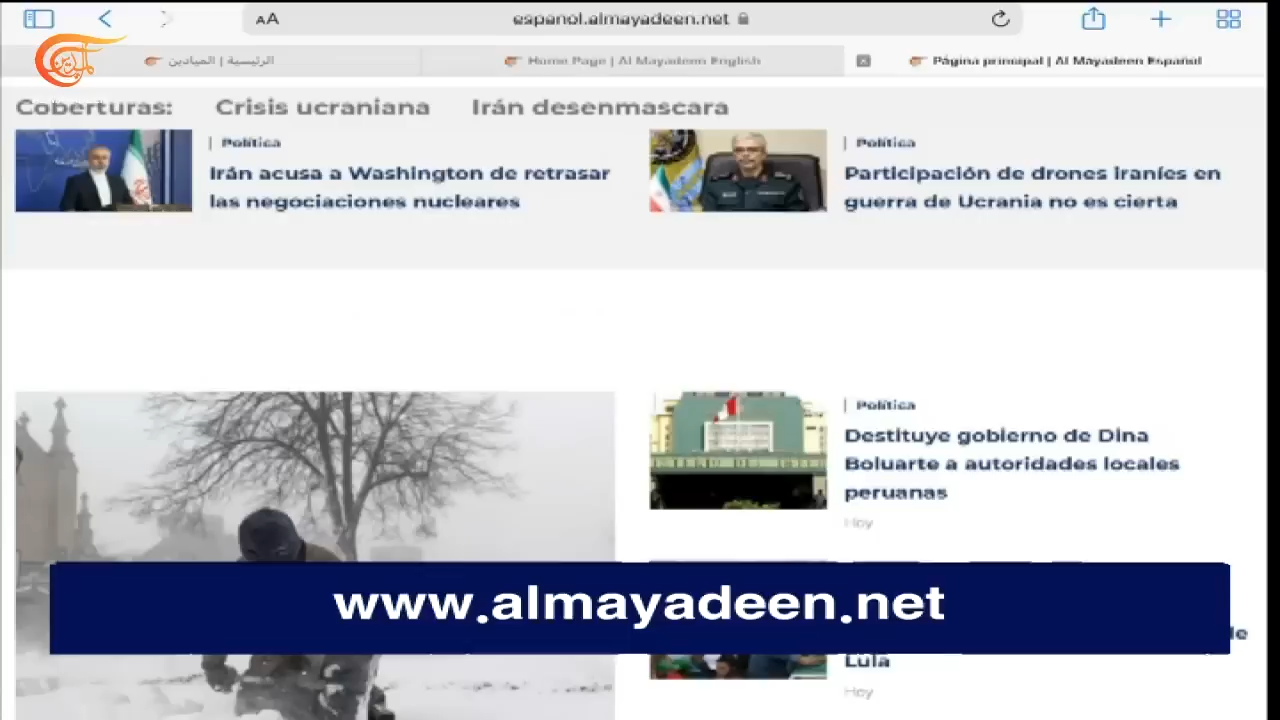 AA
espanol.almayadeen.net
الميادين
الرئيسية | الميادين
Home Page | Al Mayadeen English
Página principal | Al Mayadeen Español
Coberturas: Crisis ucraniana Irán desenmascara
Política
Irán acusa a Washington de retrasar
las negociaciones nucleares
Política
Participación de drones iraníes en
guerra de Ucrania no es cierta
Política
Destituye gobierno de Dina
Boluarte a autoridades locales
peruanas
Hoy
www.almayadeen.net
de
Lula
Hoy